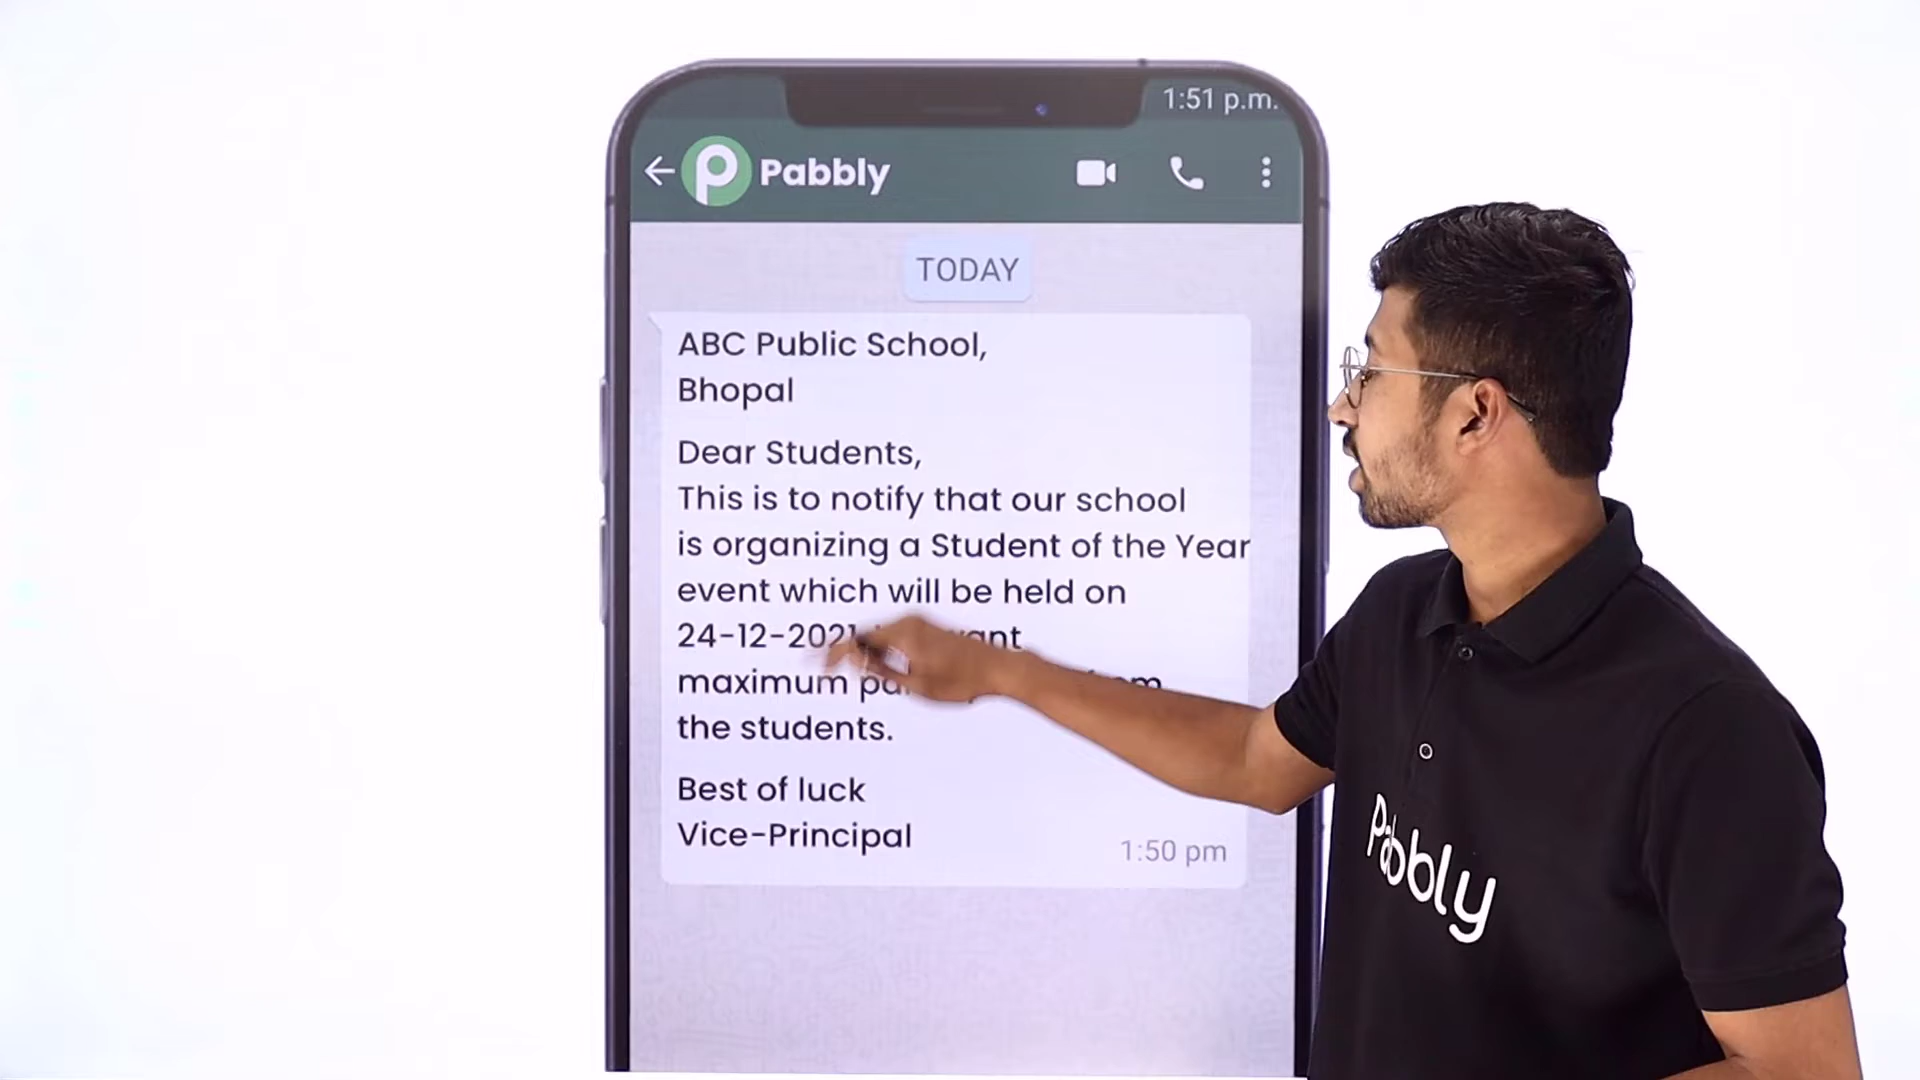 1:51 p.m.
Pabbly
TODAY
ABC Public School,
Bhopal
Dear Students,
This is to notify that our school
is organizing a Student of the Year
event which will be held on
24-12-2021
maximum
the students.
Best of luck
Vice-Principal
1:50 pm
Pabbly